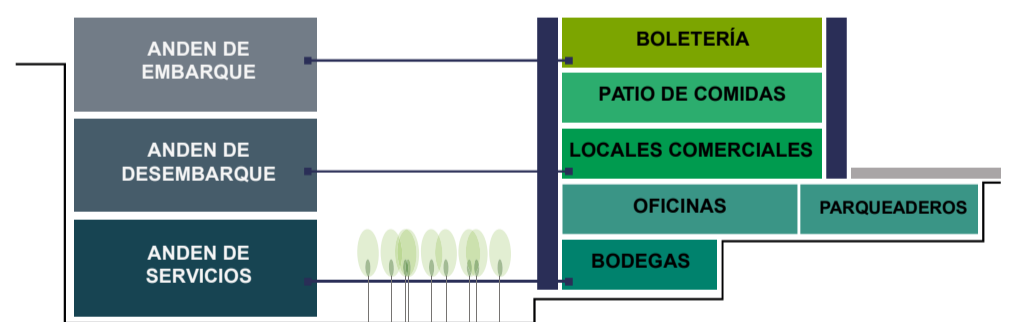 ANDEN DE
EMBARQUE
ANDEN DE
DESEMBARQUE
ANDEN DE
SERVICIOS
BOLETERÍA
PATIO DE COMIDAS
LOCALES COMERCIALES
OFICINAS
PARQUEADEROS
BODEGAS